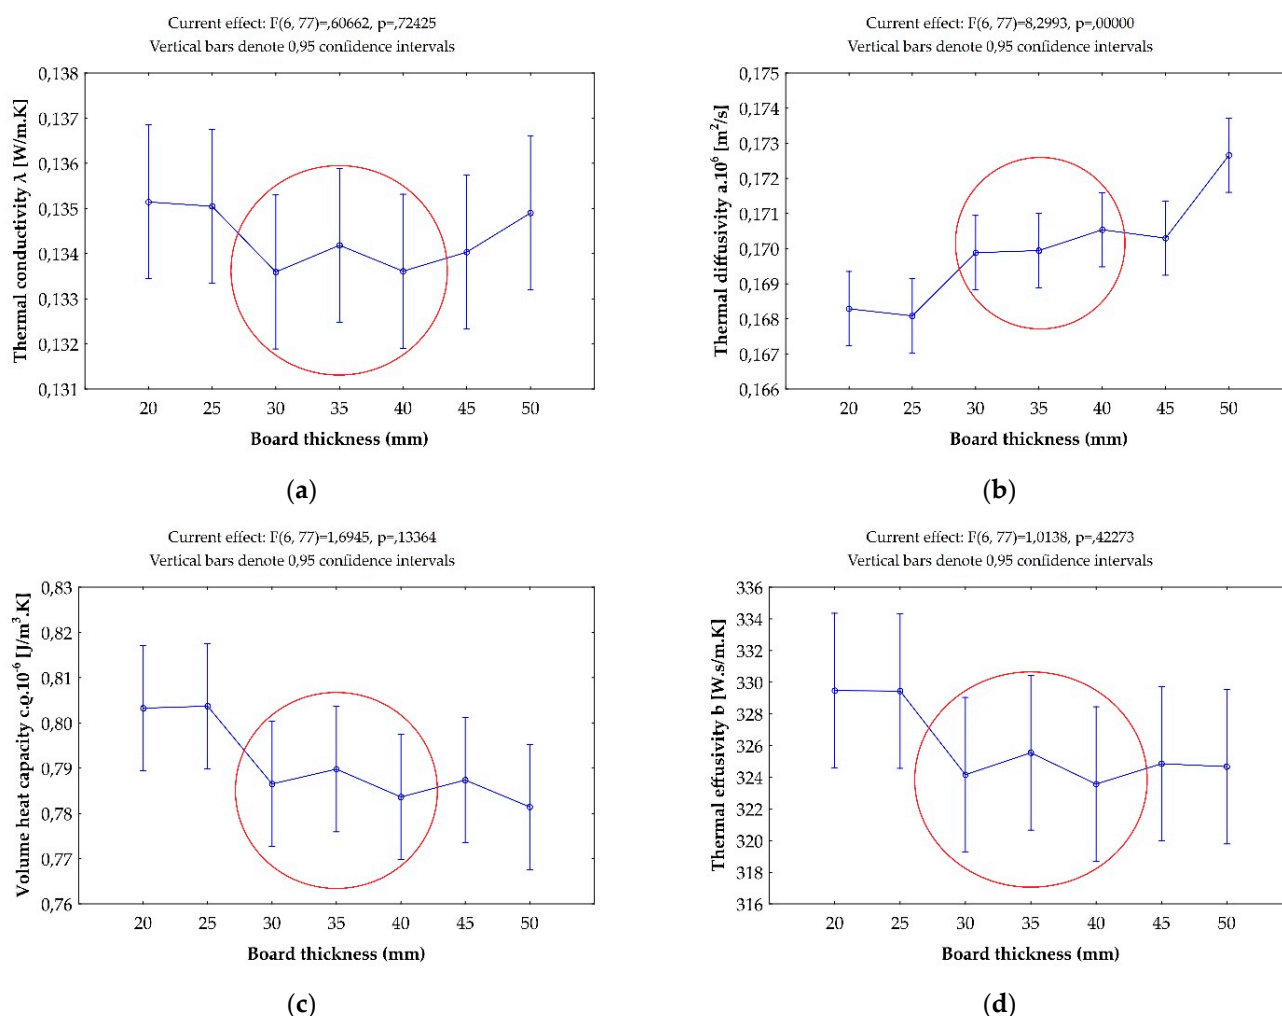 Current effect: F(6, 77)=,60662, p=,72425
Vertical bars denote 0,95 confidence intervals
0,138
0,137
0,136
0,135
0,134
0,133
0,132
0,131
Thermal conductivity λ [W/m.K]
20 25 30 35 40 45 50
Board thickness (mm)
(a)
Current effect: F(6, 77)=8,2993, p=,00000
Vertical bars denote 0,95 confidence intervals
0,175
0,174
0,173
0,172
0,171
0,170
0,169
0,168
0,167
0,166
Thermal diffusivity a.10⁶ [m²/s]
20 25 30 35 40 45 50
Board thickness (mm)
(b)
Current effect: F(6, 77)=1,6945, p=,13364
Vertical bars denote 0,95 confidence intervals
0,83
0,82
0,81
0,80
0,79
0,78
0,77
0,76
Volume heat capacity c.ϱ.10⁻⁶ [J/m³.K]
20 25 30 35 40 45 50
Board thickness (mm)
(c)
Current effect: F(6, 77)=1,0138, p=,42273
Vertical bars denote 0,95 confidence intervals
336
334
332
330
328
326
324
322
320
318
316
Thermal effusivity b [W.s/m.K]
20 25 30 35 40 45 50
Board thickness (mm)
(d)